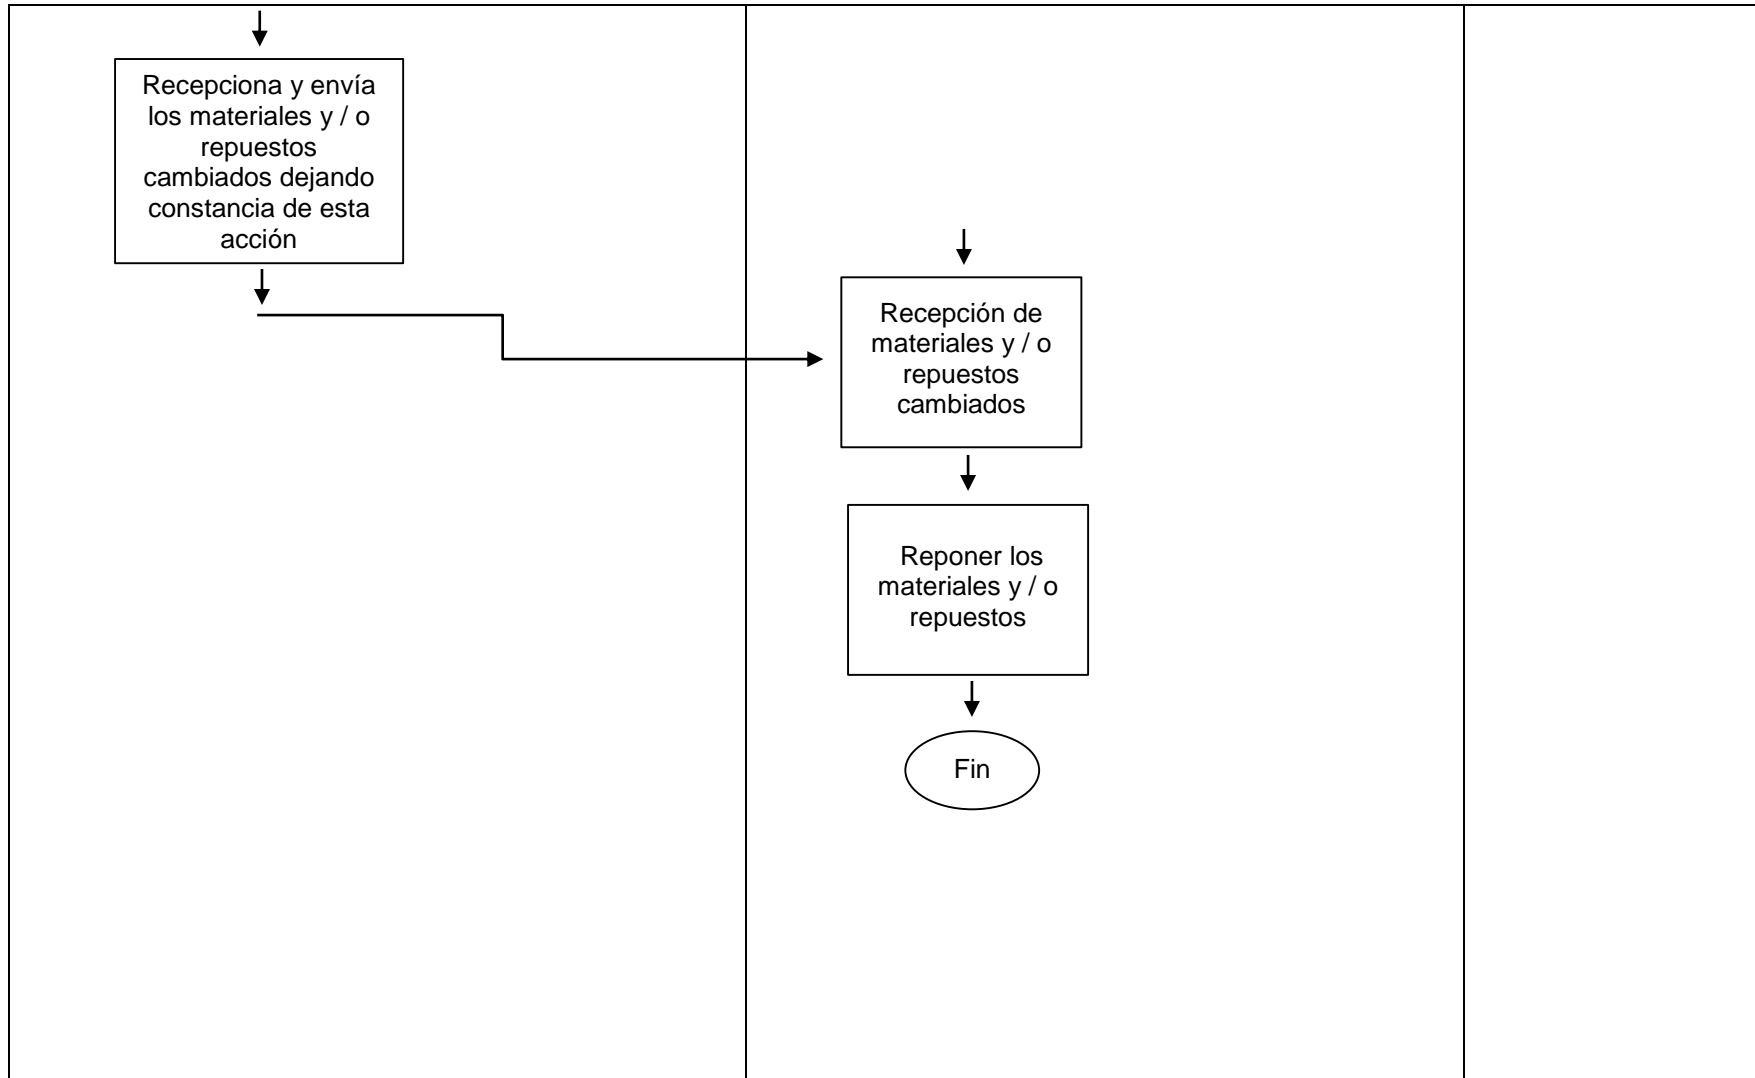 Recepciona y envía
los materiales y / o
repuestos
cambiados dejando
constancia de esta
acción
Recepción de
materiales y / o
repuestos
cambiados
Reponer los
materiales y / o
repuestos
Fin